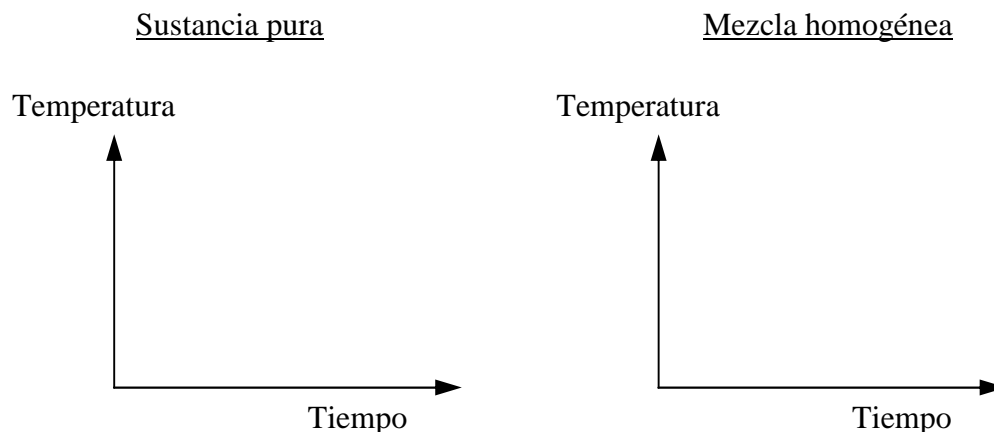 Sustancia pura
Mezcla homogénea
Temperatura
Temperatura
Tiempo
Tiempo